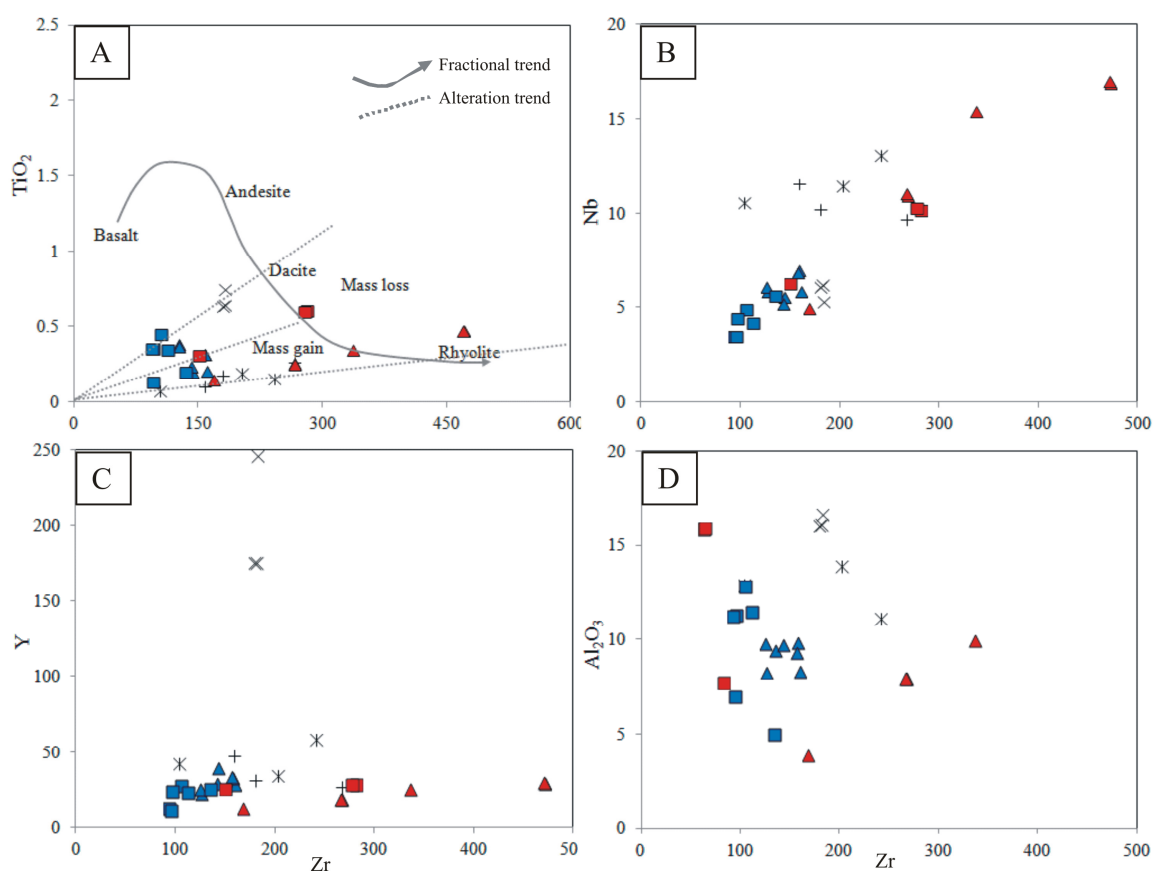 2.5
A
Fractional trend
Alteration trend
2
1.5
1
0.5
0
TiO2
Basalt
Andesite
Dacite
Mass loss
Mass gain
Rhyolite
0 150 300 450 600
20
B
15
10
5
0
Nb
0 100 200 300 400 500
250
C
200
150
100
50
0
Y
0 100 200 300 400 50
Zr
20
D
15
10
5
0
Al2O3
0 100 200 300 400 500
Zr